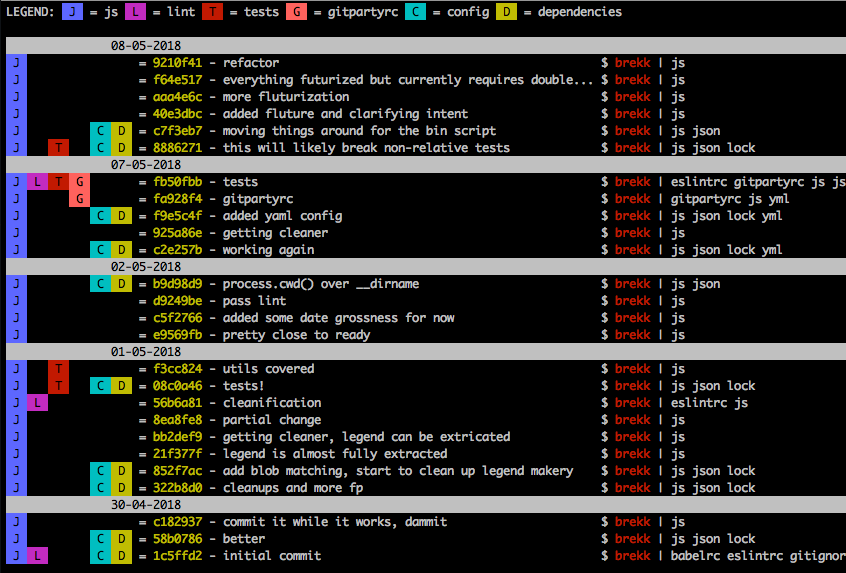 LEGEND: J = js L = lint T = tests G = gitpartyrc C = config D = dependencies
08-05-2018
J = 9210f41 - refactor $ brekk | js
J = f64e517 - everything futurized but currently requires double... $ brekk | js
J = aaa4e6c - more fluturization $ brekk | js
J = 40e3dbc - added fluture and clarifying intent $ brekk | js
J C D = c7f3eb7 - moving things around for the bin script $ brekk | js json
J T C D = 8886271 - this will likely break non-relative tests $ brekk | js json lock
07-05-2018
J L T G = fb50fbb - tests $ brekk | eslintrc gitpartyrc js js
J G = fa928f4 - gitpartyrc $ brekk | gitpartyrc js yml
J C D = f9e5c4f - added yaml config $ brekk | js json lock yml
J = 925a86e - getting cleaner $ brekk | js
J C D = c2e257b - working again $ brekk | js json lock yml
02-05-2018
J C D = b9d98d9 - process.cwd() over __dirname $ brekk | js json
J = d9249be - pass lint $ brekk | js
J = c5f2766 - added some date grossness for now $ brekk | js
J = e9569fb - pretty close to ready $ brekk | js
01-05-2018
J T = f3cc824 - utils covered $ brekk | js
J T C D = 08c0a46 - tests! $ brekk | js json lock
J L = 56b6a81 - cleanification $ brekk | eslintrc js
J = 8ea8fe8 - partial change $ brekk | js
J = bb2def9 - getting cleaner, legend can be extricated $ brekk | js
J = 21f377f - legend is almost fully extracted $ brekk | js
J C D = 852f7ac - add blob matching, start to clean up legend makery $ brekk | js json lock
J C D = 322b8d0 - cleanups and more fp $ brekk | js json lock
30-04-2018
J = c182937 - commit it while it works, dammit $ brekk | js
J C D = 58b0786 - better $ brekk | js json lock
J L C D = 1c5ffd2 - initial commit $ brekk | babelrc eslintrc gitignor